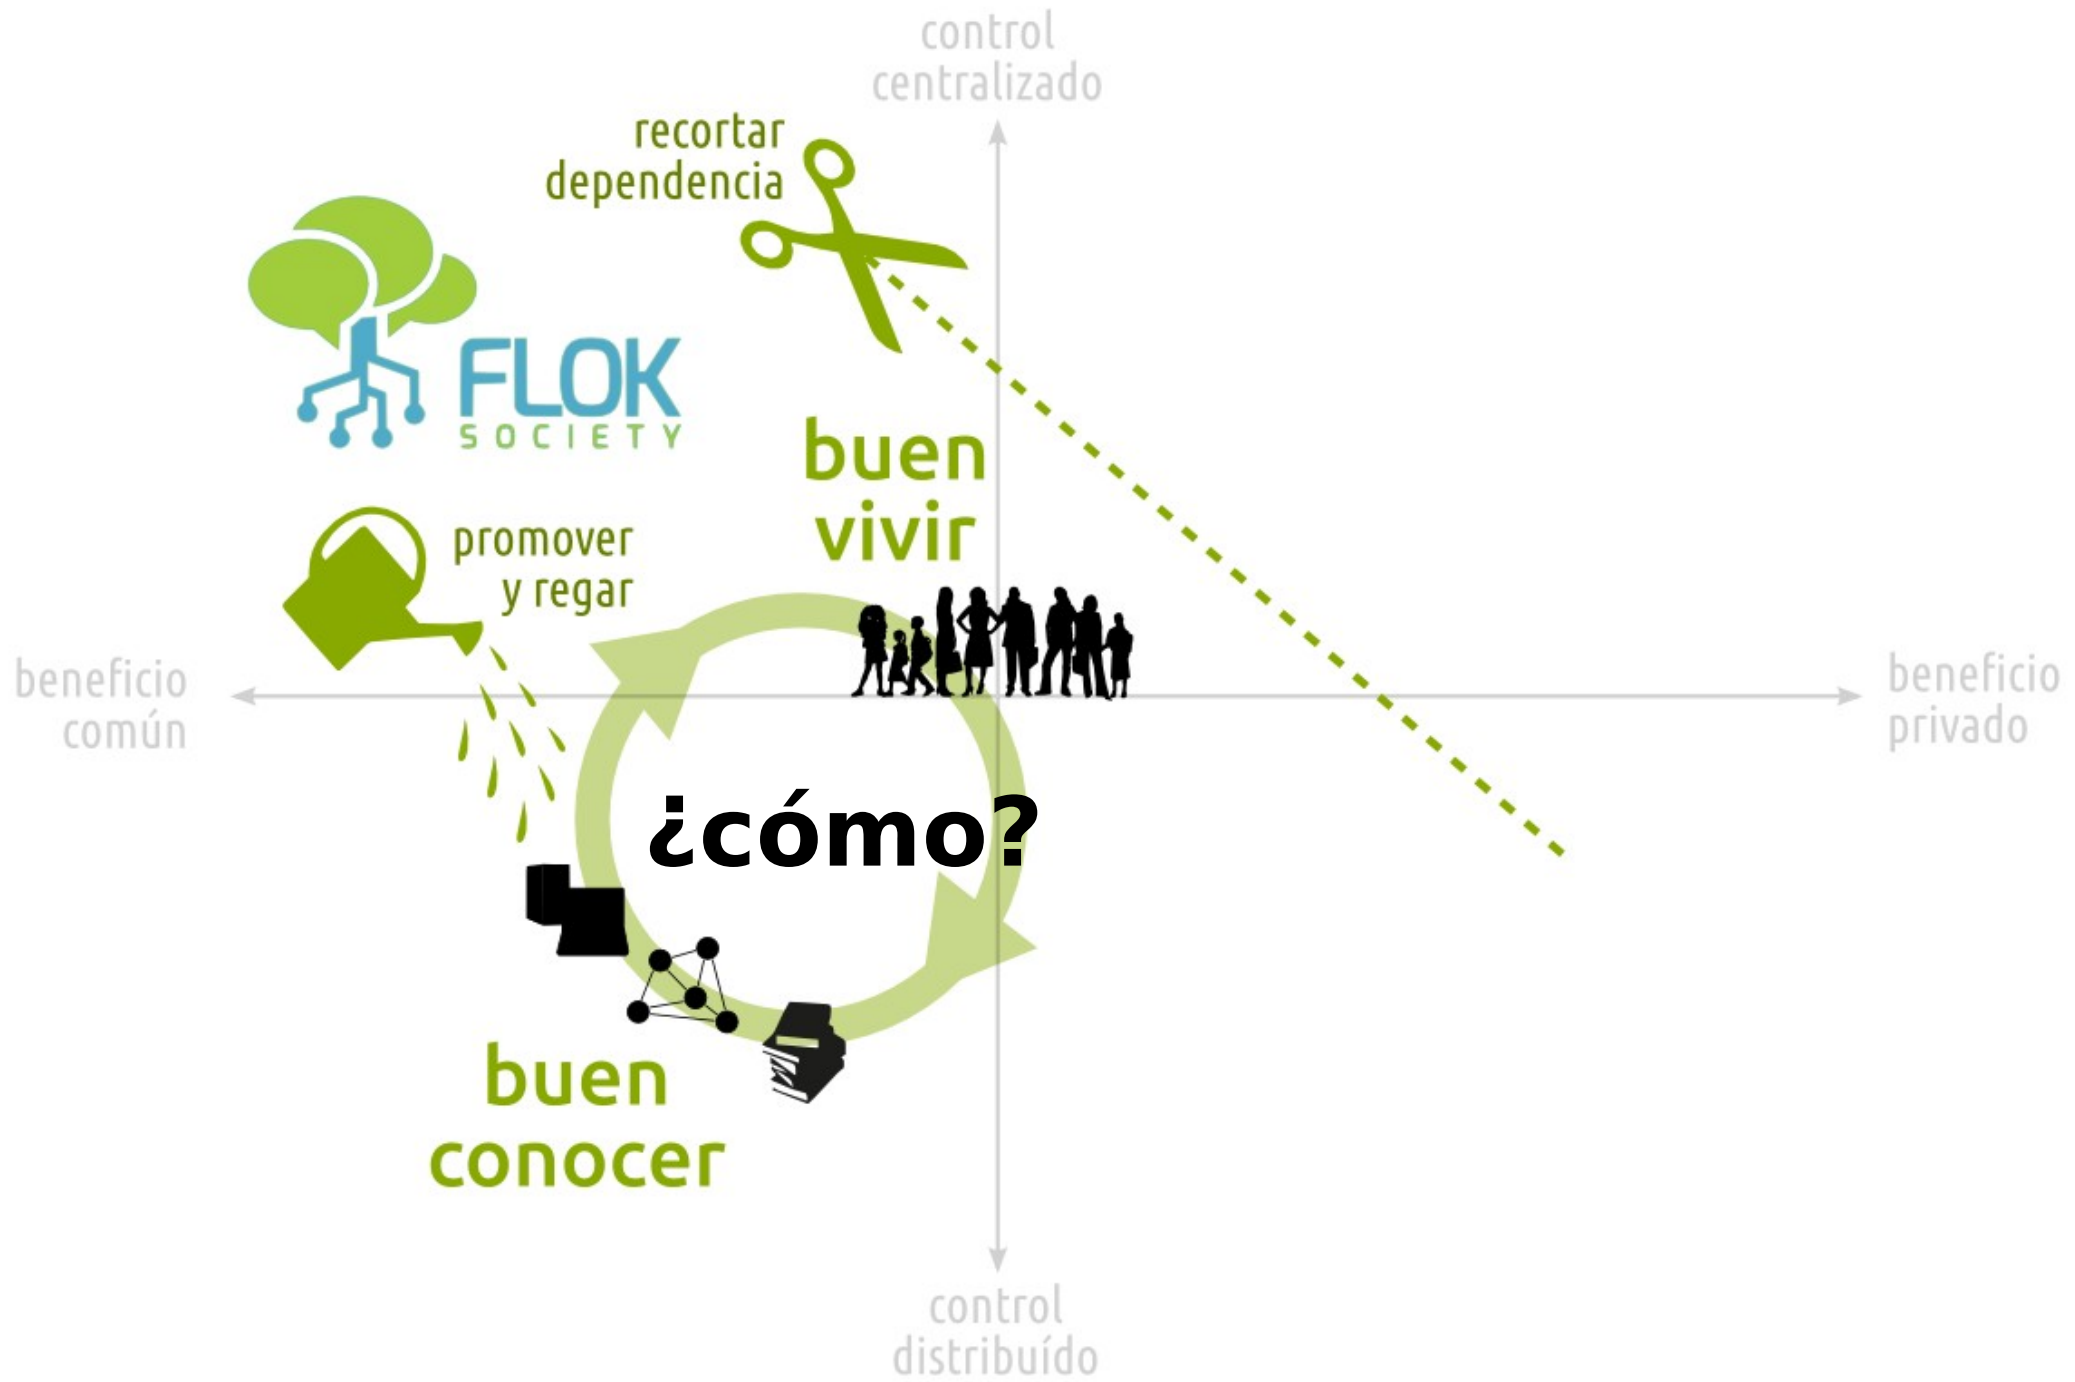 control
centralizado
recortar
dependencia
FLOK
SOCIETY
buen
vivir
promover
y regar
beneficio
común
beneficio
privado
¿cómo?
buen
conocer
control
distribuído